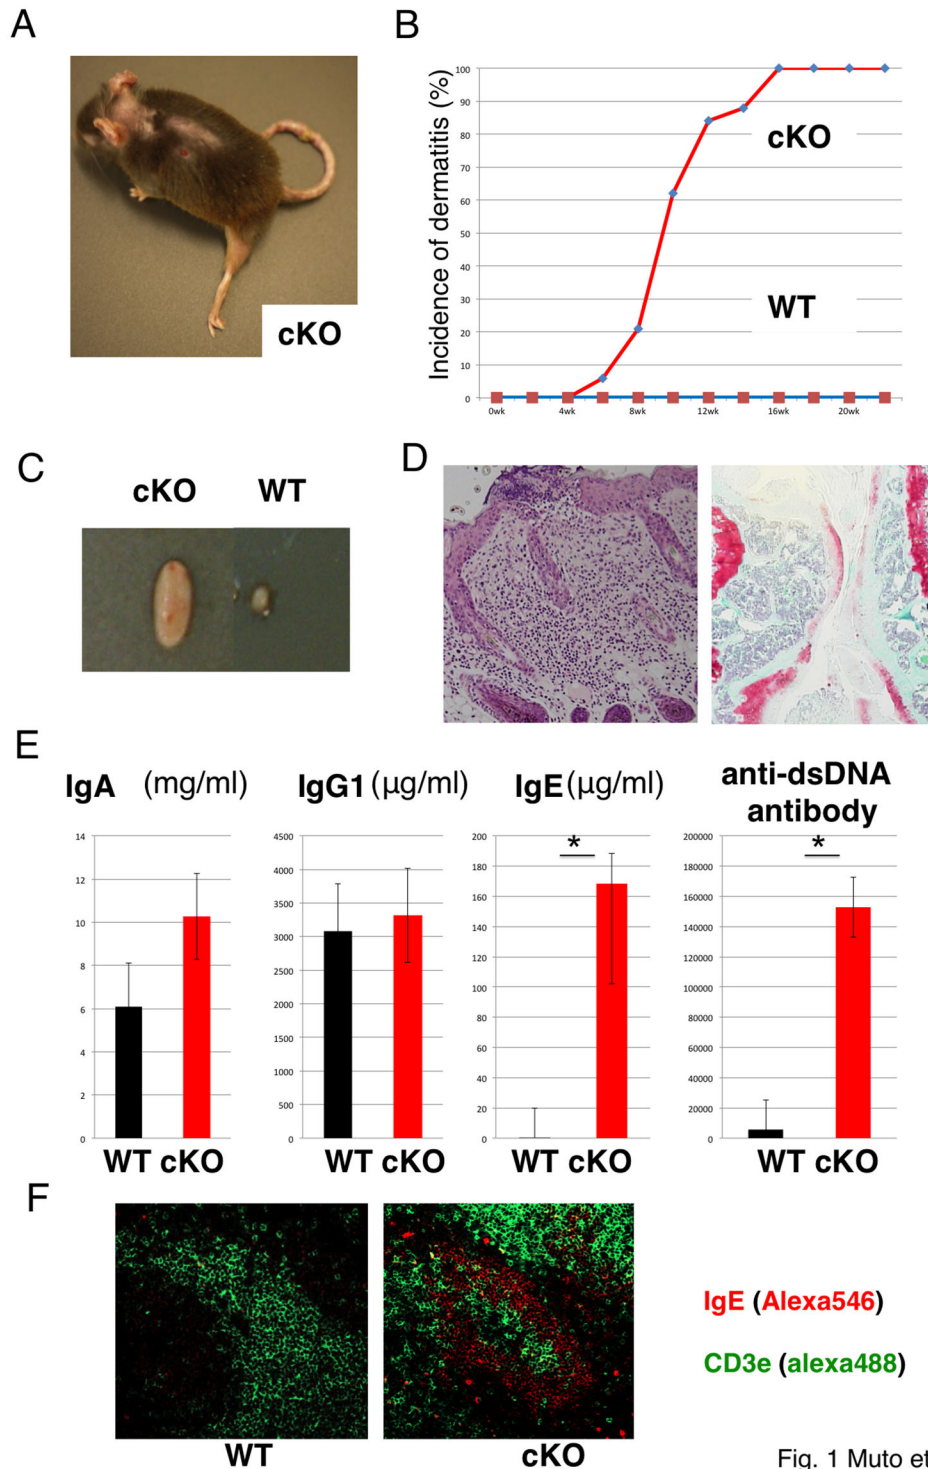 A
cKO
B
Incidence of dermatitis (%)
100
90
80
70
60
50
40
30
20
10
0
cKO
WT
0wk 4wk 8wk 12wk 16wk 20wk
C
cKO WT
D
E
IgA (mg/ml)
14
12
10
8
6
4
2
0
WT cKO
IgG1 (µg/ml)
4500
4000
3500
3000
2500
2000
1500
1000
500
0
WT cKO
IgE (µg/ml)
*
200
180
160
140
120
100
80
60
40
20
0
WT cKO
anti-dsDNA
antibody
*
200000
180000
160000
140000
120000
100000
80000
60000
40000
20000
0
WT cKO
F
WT
cKO
IgE (Alexa546)
CD3e (alexa488)
Fig. 1 Muto et